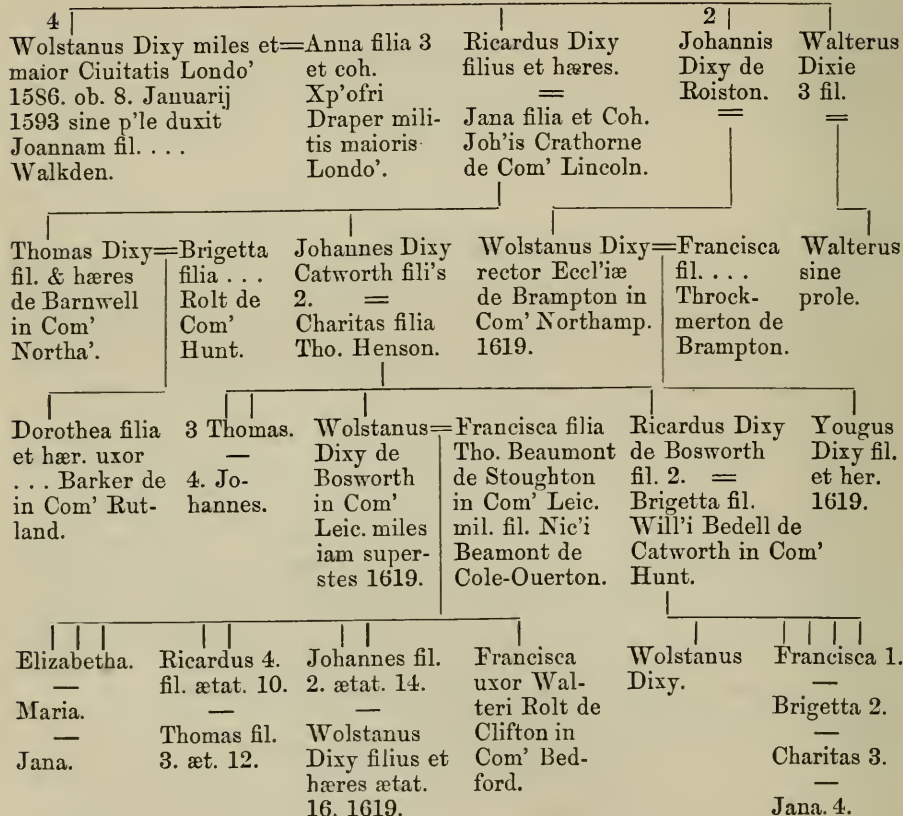 4
Wolstanus Dixy miles et=
maior Ciuitatis Londo'
1586. ob. 8. Januarij
1593 sine p'le duxit
Joannam fil. . . .
Walkden.
Anna filia 3
et coh.
Xp'ofri
Draper mili-
tis maioris
Londo'.
Ricardus Dixy
filius et hæres.
=
Jana filia et Coh.
Joh'is Crathorne
de Com' Lincoln.
2
Johannis
Dixy de
Roiston.
=
Walterus
Dixie
3 fil.
=
Thomas Dixy=
fil. & hæres
de Barnwell
in Com'
Northa'.
Brigetta
filia . . .
Rolt de
Com'
Hunt.
Johannes Dixy
Catworth fili's
2. =
Charitas filia
Tho. Henson.
Wolstanus Dixy=
rector Eccl'iæ
de Brampton in
Com' Northamp.
1619.
Francisca
fil. . . .
Throck-
merton de
Brampton.
Walterus
sine
prole.
Dorothea filia
et hær. uxor
. . . Barker de
in Com' Rut-
land.
3 Thomas.
—
4. Jo-
hannes.
Wolstanus=
Dixy de
Bosworth
in Com'
Leic. miles
iam super-
stes 1619.
Francisca filia
Tho. Beaumont
de Stoughton
in Com' Leic.
mil. fil. Nic'i
Beamont de
Cole-Ouerton.
Ricardus Dixy
de Bosworth
fil. 2. =
Brigetta fil.
Will'i Bedell de
Catworth in Com'
Hunt.
Yougus
Dixy fil.
et her.
1619.
Elizabetha.
—
Maria.
—
Jana.
Ricardus 4.
fil. ætat. 10.
—
Thomas fil.
3. æt. 12.
Johannes fil.
2. ætat. 14.
—
Wolstanus
Dixy filius et
hæres ætat.
16. 1619.
Francisca
uxor Wal-
teri Rolt de
Clifton in
Com' Bed-
ford.
Wolstanus
Dixy.
Francisca 1.
—
Brigetta 2.
—
Charitas 3.
—
Jana. 4.